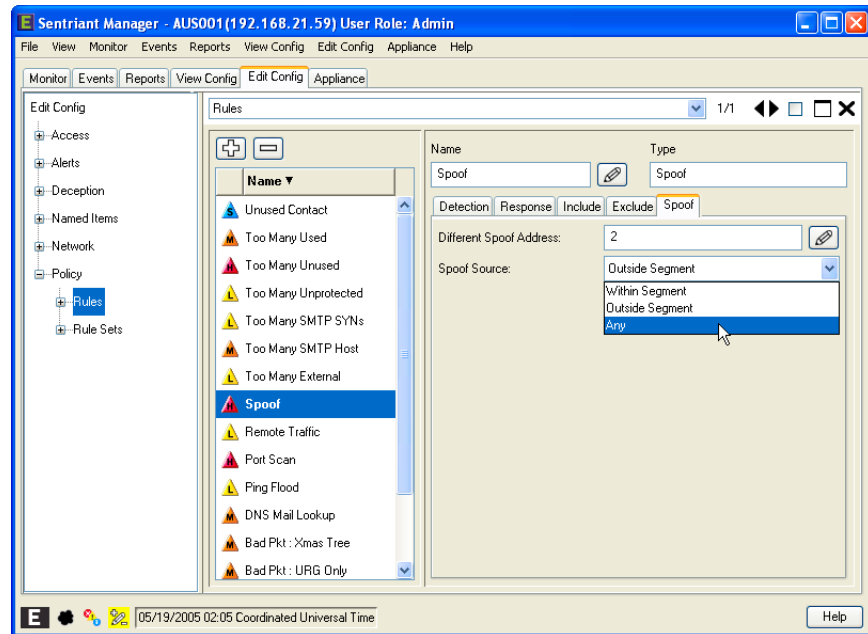 E Sentriant Manager - AUS001(192.168.21.59) User Role: Admin
File View Monitor Events Reports View Config Edit Config Appliance Help
Monitor Events Reports View Config Edit Config Appliance
Edit Config
Access
Alerts
Deception
Named Items
Network
Policy
Rules
Rule Sets
Rules 1/1
Name ▼
S Unused Contact
M Too Many Used
H Too Many Unused
L Too Many Unprotected
L Too Many SMTP SYNs
M Too Many SMTP Host
L Too Many External
H Spoof
L Remote Traffic
H Port Scan
L Ping Flood
M DNS Mail Lookup
M Bad Pkt : Xmas Tree
M Bad Pkt : URG Only
Name Type
Spoof Spoof
Detection Response Include Exclude Spoof
Different Spoof Address: 2
Spoof Source: Outside Segment
Within Segment
Outside Segment
Any
E 05/19/2005 02:05 Coordinated Universal Time Help